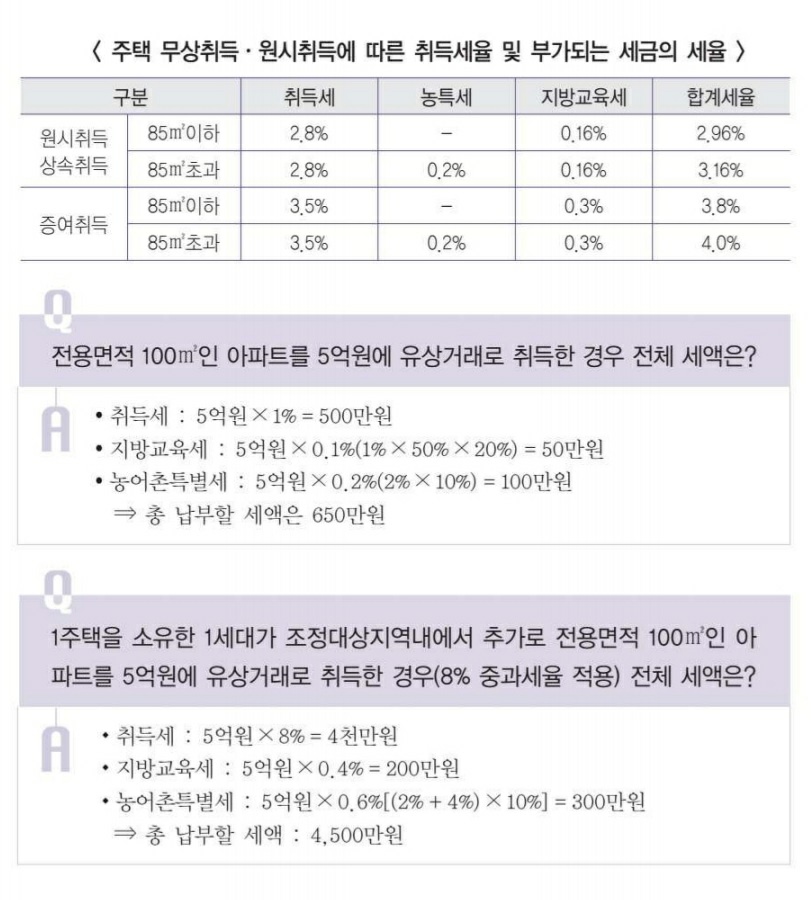 〈 주택 무상취득·원시취득에 따른 취득세율 및 부가되는 세금의 세율 〉
구분 취득세 농특세 지방교육세 합계세율
원시취득 상속취득 85㎡이하 2.8% – 0.16% 2.96%
85㎡초과 2.8% 0.2% 0.16% 3.16%
증여취득 85㎡이하 3.5% – 0.3% 3.8%
85㎡초과 3.5% 0.2% 0.3% 4.0%
Q
전용면적 100㎡인 아파트를 5억원에 유상거래로 취득한 경우 전체 세액은?
A
• 취득세 : 5억원×1% = 500만원
• 지방교육세 : 5억원×0.1%(1%×50%×20%) = 50만원
• 농어촌특별세 : 5억원×0.2%(2%×10%) = 100만원
⇒ 총 납부할 세액은 650만원
Q
1주택을 소유한 1세대가 조정대상지역내에서 추가로 전용면적 100㎡인 아
파트를 5억원에 유상거래로 취득한 경우(8% 중과세율 적용) 전체 세액은?
A
• 취득세 : 5억원×8% = 4천만원
• 지방교육세 : 5억원×0.4% = 200만원
• 농어촌특별세 : 5억원×0.6%[(2% + 4%)×10%] = 300만원
⇒ 총 납부할 세액 : 4,500만원